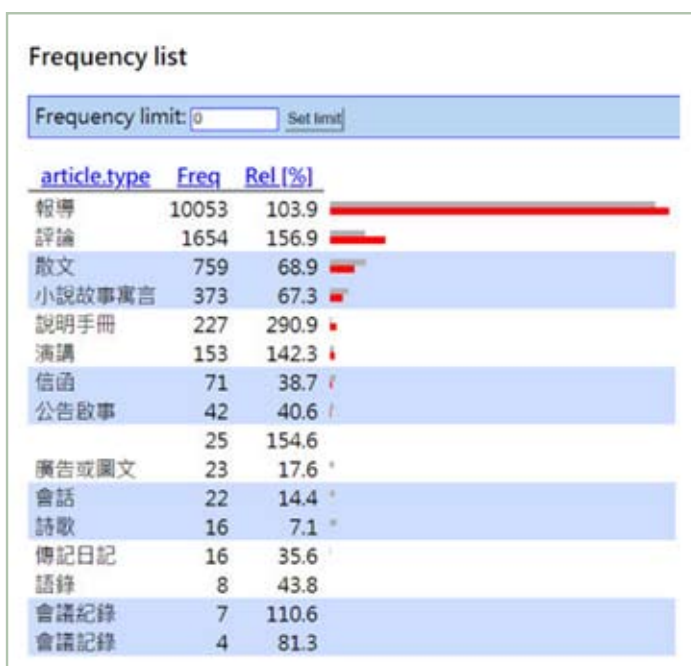 Frequency list
Frequency limit: 0 Set limit
article.type Freq Rel [%]
報導 10053 103.9
評論 1654 156.9
散文 759 68.9
小說故事寓言 373 67.3
說明手冊 227 290.9
演講 153 142.3
信函 71 38.7
公告啟事 42 40.6
25 154.6
廣告或圖文 23 17.6
會話 22 14.4
詩歌 16 7.1
傳記日記 16 35.6
語錄 8 43.8
會議紀錄 7 110.6
會議記錄 4 81.3